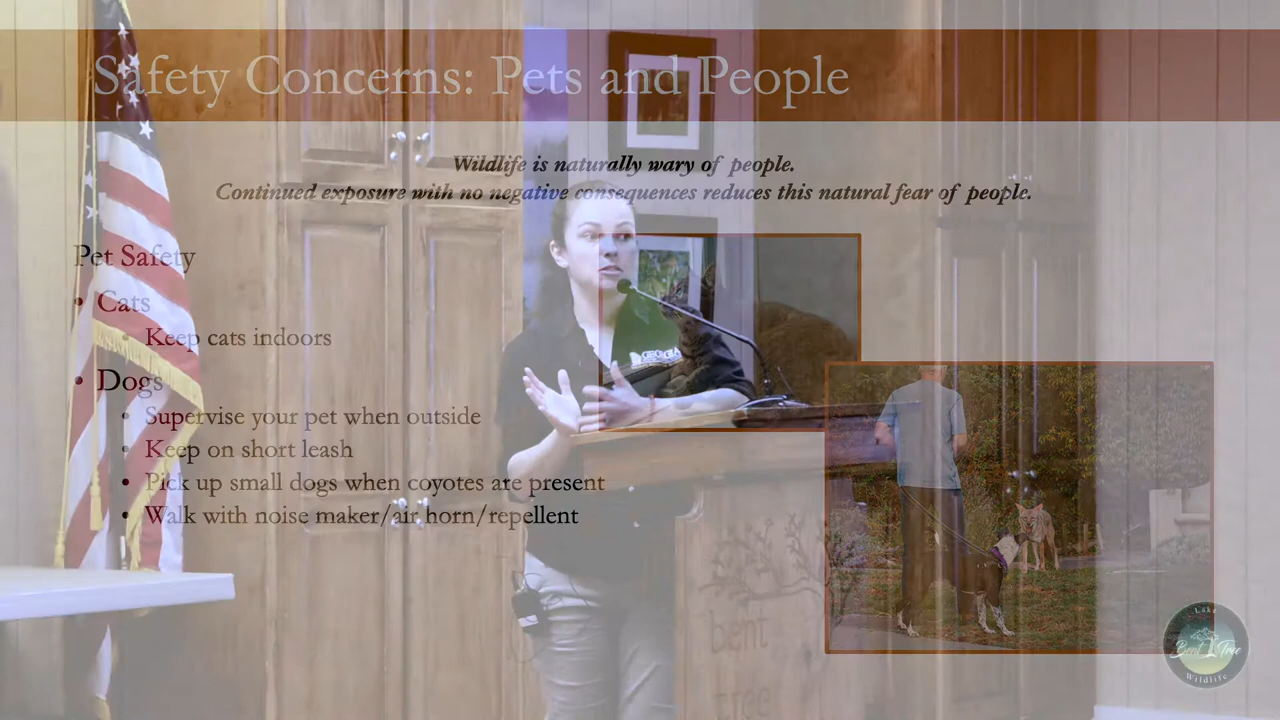 Safety Concerns: Pets and People
Wildlife is naturally wary of people.
Continued exposure with no negative consequences reduces this natural fear of people.
Pet Safety
• Cats
Keep cats indoors
• Dogs
• Supervise your pet when outside
• Keep on short leash
• Pick up small dogs when coyotes are present
• Walk with noise maker/air horn/repellent
GEORGIA
bent
tree
Lake
Bent Tree
Wildlife